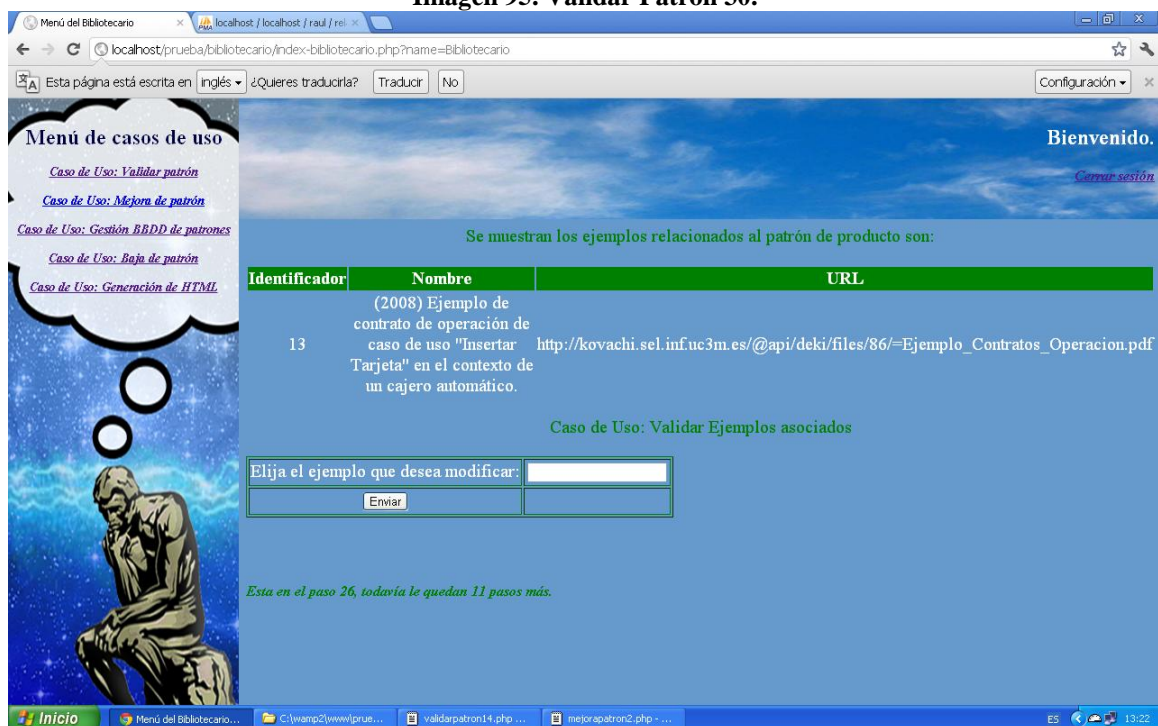 Imagen 95. Validar Patrón 30.
Menú del Bibliotecario
localhost / localhost / raul / rel
localhost/prueba/bibliotecario/index-bibliotecario.php?name=Bibliotecario
Esta página está escrita en inglés ¿Quieres traducirla? Traducir No Configuración
Menú de casos de uso
Caso de Uso: Validar patrón
Caso de Uso: Mejora de patrón
Caso de Uso: Gestión BBDD de patrones
Caso de Uso: Baja de patrón
Caso de Uso: Generación de HTML
Bienvenido.
Cerrar sesión
Se muestran los ejemplos relacionados al patrón de producto son:
Identificador Nombre URL
13 (2008) Ejemplo de
contrato de operación de
caso de uso "Insertar
Tarjeta" en el contexto de
un cajero automático.
http://kovachi.sel.inf.uc3m.es/@api/deki/files/86/=Ejemplo_Contratos_Operacion.pdf
Caso de Uso: Validar Ejemplos asociados
Elija el ejemplo que desea modificar:
Enviar
Esta en el paso 26, todavía le quedan 11 pasos más.
Inicio
Menú del Bibliotecario...
C:\wamp2\www\prue...
validarpatron14.php ...
mejorapatron2.php - ...
ES
13:22